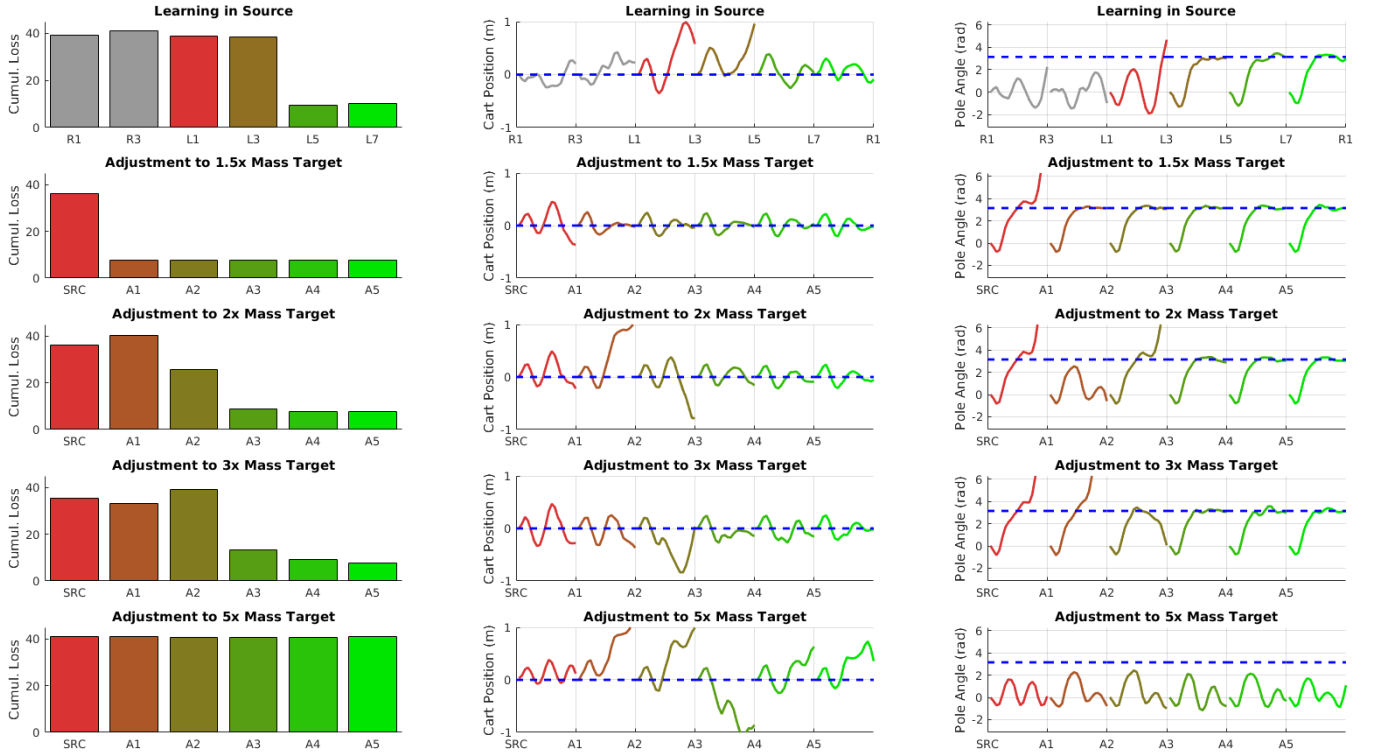 Learning in Source
Cumul. Loss
40
20
0
R1 R3 L1 L3 L5 L7
Learning in Source
Cart Position (m)
1
0
-1
R1 R3 L1 L3 L5 L7 R1
Learning in Source
Pole Angle (rad)
6
4
2
0
-2
R1 R3 L1 L3 L5 L7 R1
Adjustment to 1.5x Mass Target
Cumul. Loss
40
20
0
SRC A1 A2 A3 A4 A5
Adjustment to 1.5x Mass Target
Cart Position (m)
1
0
-1
SRC A1 A2 A3 A4 A5
Adjustment to 1.5x Mass Target
Pole Angle (rad)
6
4
2
0
-2
SRC A1 A2 A3 A4 A5
Adjustment to 2x Mass Target
Cumul. Loss
40
20
0
SRC A1 A2 A3 A4 A5
Adjustment to 2x Mass Target
Cart Position (m)
1
0
-1
SRC A1 A2 A3 A4 A5
Adjustment to 2x Mass Target
Pole Angle (rad)
6
4
2
0
-2
SRC A1 A2 A3 A4 A5
Adjustment to 3x Mass Target
Cumul. Loss
40
20
0
SRC A1 A2 A3 A4 A5
Adjustment to 3x Mass Target
Cart Position (m)
1
0
-1
SRC A1 A2 A3 A4 A5
Adjustment to 3x Mass Target
Pole Angle (rad)
6
4
2
0
-2
SRC A1 A2 A3 A4 A5
Adjustment to 5x Mass Target
Cumul. Loss
40
20
0
SRC A1 A2 A3 A4 A5
Adjustment to 5x Mass Target
Cart Position (m)
1
0
-1
SRC A1 A2 A3 A4 A5
Adjustment to 5x Mass Target
Pole Angle (rad)
6
4
2
0
-2
SRC A1 A2 A3 A4 A5